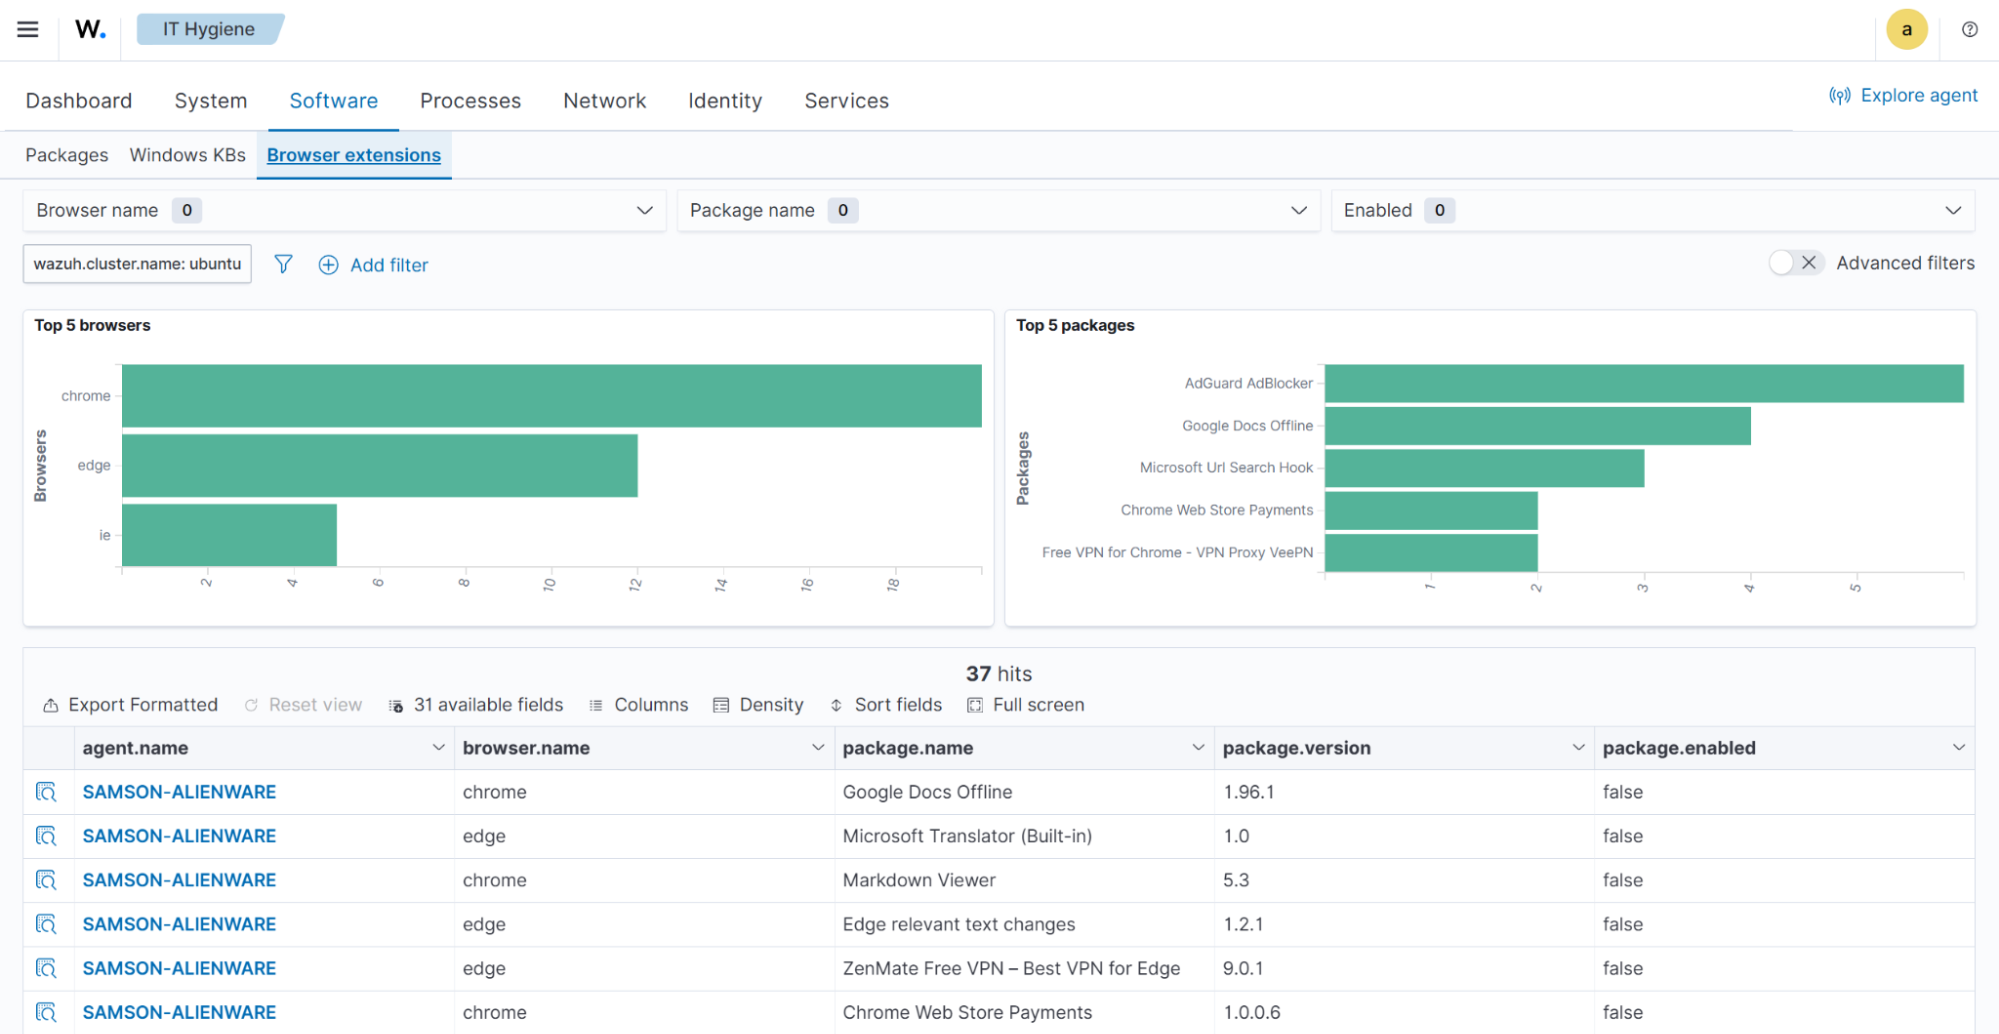 W.
IT Hygiene
a
Dashboard System Software Processes Network Identity Services
Explore agent
Packages Windows KBs Browser extensions
Browser name 0
Package name 0
Enabled 0
wazuh.cluster.name: ubuntu
Add filter
Advanced filters
Top 5 browsers
Browsers
chrome
edge
ie
2 4 6 8 10 12 14 16 18
Top 5 packages
Packages
AdGuard AdBlocker
Google Docs Offline
Microsoft Url Search Hook
Chrome Web Store Payments
Free VPN for Chrome - VPN Proxy VeePN
1 2 3 4 5
37 hits
Export Formatted Reset view 31 available fields Columns Density Sort fields Full screen
agent.name browser.name package.name package.version package.enabled
SAMSON-ALIENWARE chrome Google Docs Offline 1.96.1 false
SAMSON-ALIENWARE edge Microsoft Translator (Built-in) 1.0 false
SAMSON-ALIENWARE chrome Markdown Viewer 5.3 false
SAMSON-ALIENWARE edge Edge relevant text changes 1.2.1 false
SAMSON-ALIENWARE edge ZenMate Free VPN – Best VPN for Edge 9.0.1 false
SAMSON-ALIENWARE chrome Chrome Web Store Payments 1.0.0.6 false